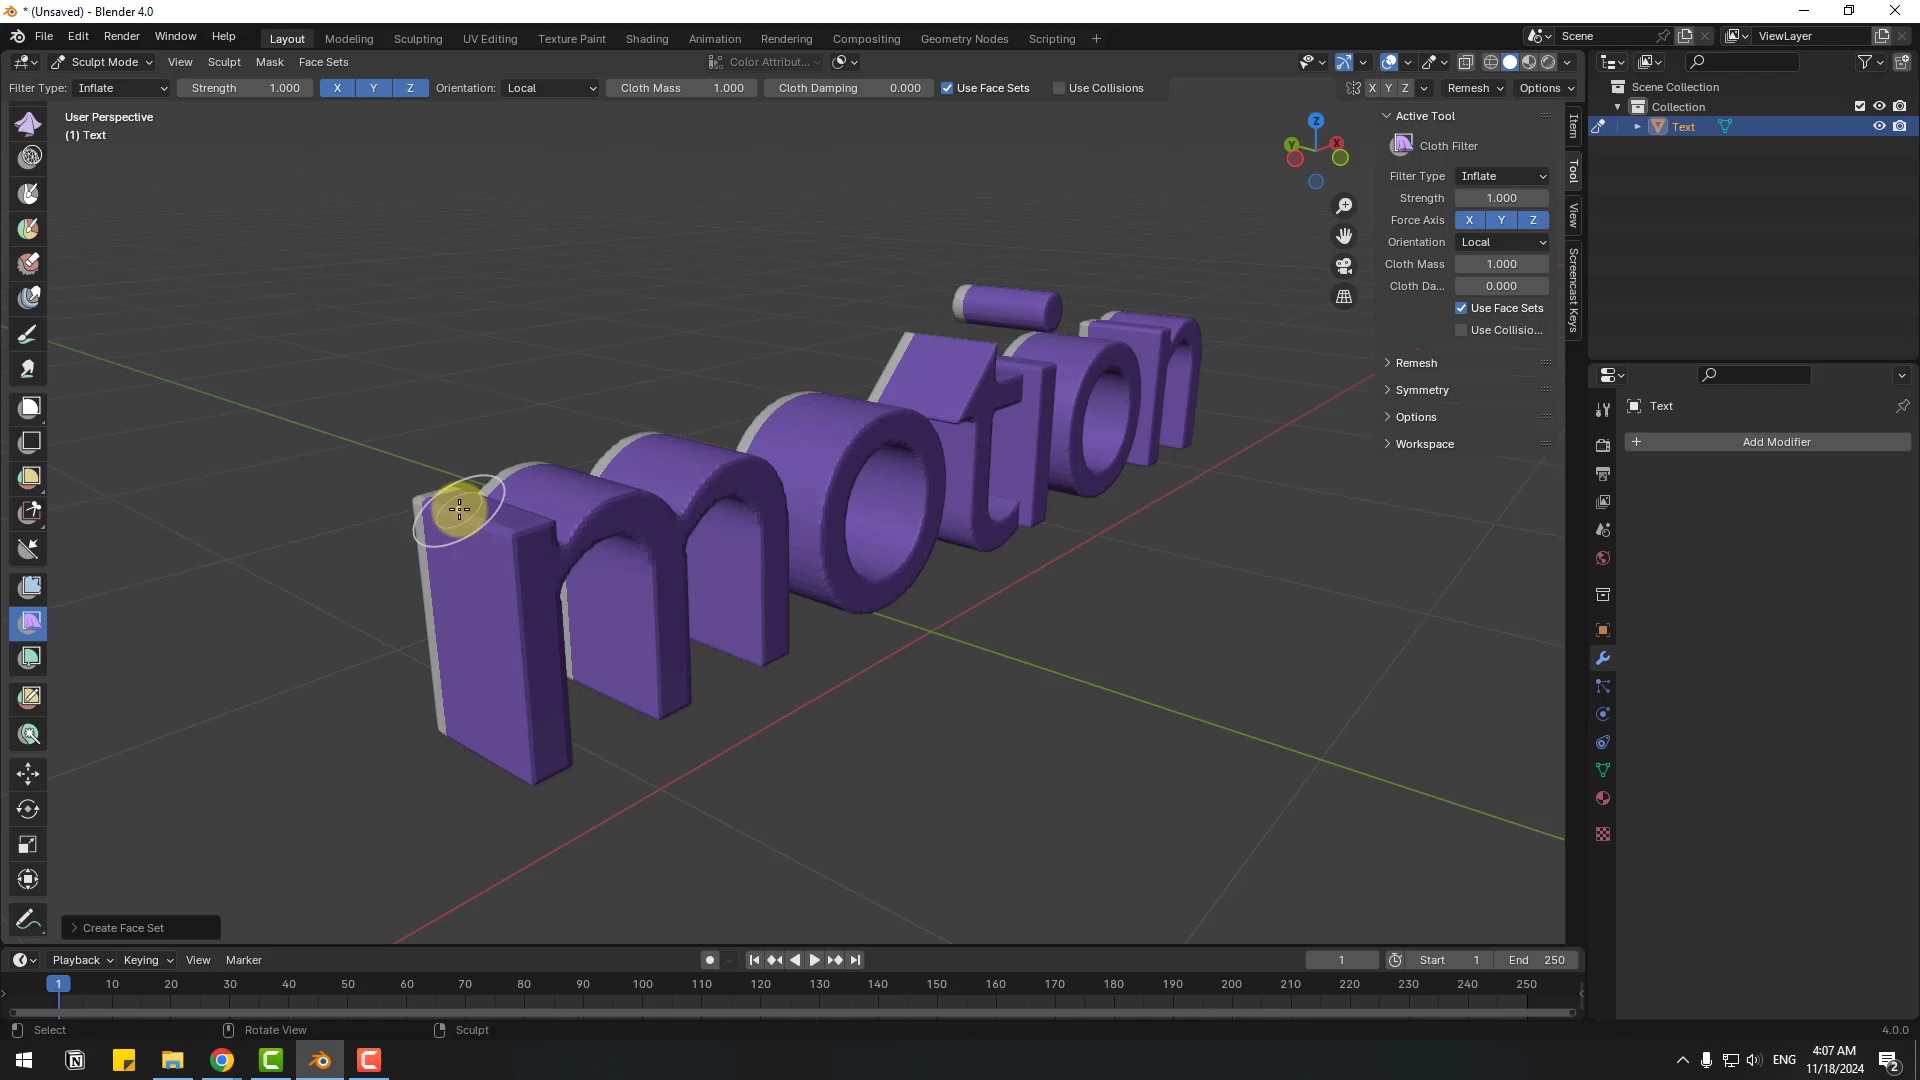 * (Unsaved) - Blender 4.0
File Edit Render Window Help
Layout Modeling Sculpting UV Editing Texture Paint Shading Animation Rendering Compositing Geometry Nodes Scripting +
Scene
ViewLayer
Sculpt Mode View Sculpt Mask Face Sets
Color Attribut...
Filter Type: Inflate Strength 1.000 X Y Z Orientation: Local Cloth Mass 1.000 Cloth Damping 0.000 Use Face Sets Use Collisions
X Y Z Remesh Options
User Perspective
(1) Text
Z
Y
X
motion
Active Tool
Cloth Filter
Filter Type Inflate
Strength 1.000
Force Axis X Y Z
Orientation Local
Cloth Mass 1.000
Cloth Da... 0.000
Use Face Sets
Use Collisio...
Remesh
Symmetry
Options
Workspace
Item
Tool
View
Screencast Keys
Scene Collection
Collection
Text
Text
Add Modifier
Create Face Set
Playback Keying View Marker
1 Start 1 End 250
1 10 20 30 40 50 60 70 80 90 100 110 120 130 140 150 160 170 180 190 200 210 220 230 240 250
Select Rotate View Sculpt
4.0.0
ENG
4:07 AM
11/18/2024
2